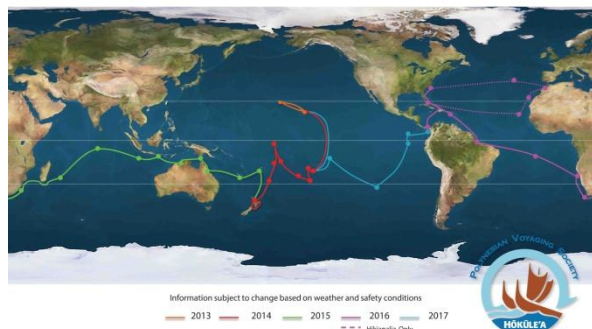 Information subject to change based on weather and safety conditions
2013 2014 2015 2016 2017
Hikianalia Only
POLYNESIAN VOYAGING SOCIETY
HŌKŪLEʻA